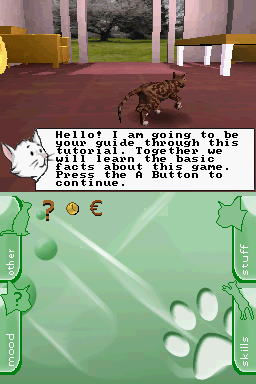 Hello! I am going to be
your guide through this
tutorial. Together we
will learn the basic
facts about this game.
Press the A Button to
continue.
? €
other
stuff
?
mood
skills